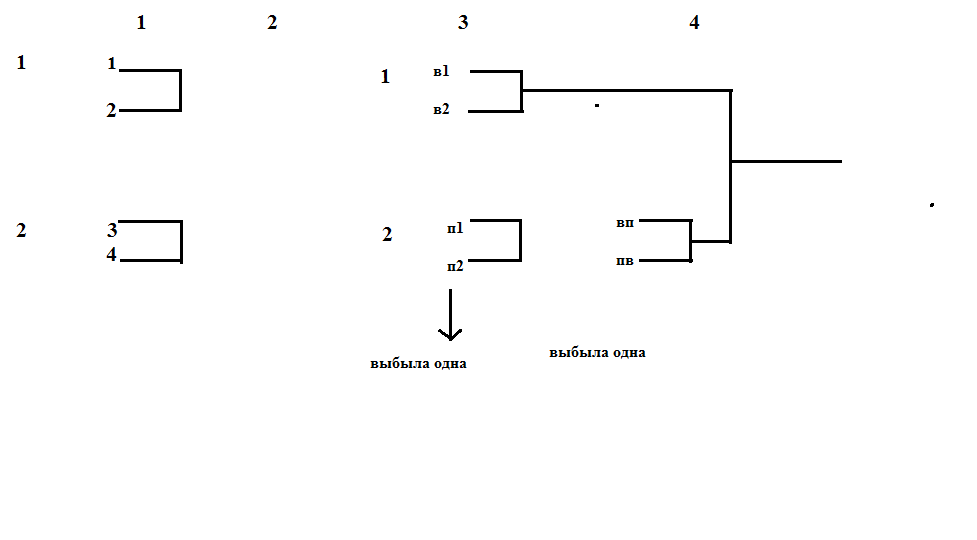 1 2 3 4
1 1 1 в1
2 в2
2 3 2 п1 вп
4 п2 пв
выбыла одна выбыла одна